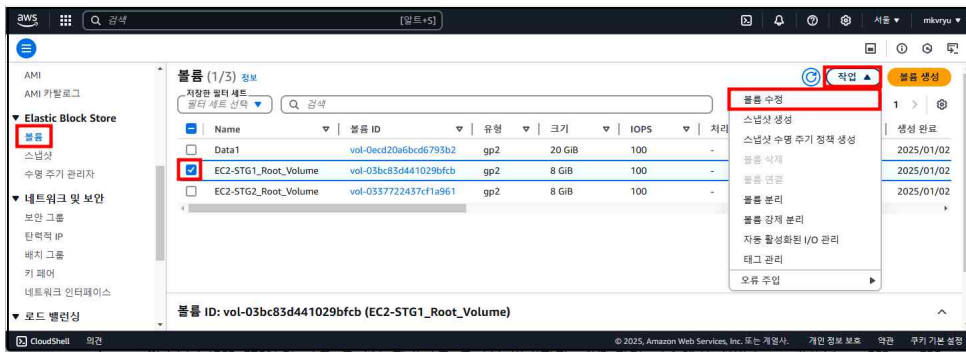 aws 검색 [알트+S] 서울 ▼ mkvryu ▼
AMI
AMI 카탈로그
▼ Elastic Block Store
볼륨
스냅샷
수명 주기 관리자
▼ 네트워크 및 보안
보안 그룹
탄력적 IP
배치 그룹
키 페어
네트워크 인터페이스
▼ 로드 밸런싱
볼륨 (1/3) 정보 작업 ▲ 볼륨 생성
저장한 필터 세트
필터 세트 선택 ▼ 검색 1
Name 볼륨 ID 유형 크기 IOPS 처리 생성 완료
Data1 vol-0ecd20a6bcd6793b2 gp2 20 GiB 100 - 2025/01/02
EC2-STG1_Root_Volume vol-03bc83d441029bfcb gp2 8 GiB 100 - 2025/01/02
EC2-STG2_Root_Volume vol-0337722437cf1a961 gp2 8 GiB 100 - 2025/01/02
볼륨 수정
스냅샷 생성
스냅샷 수명 주기 정책 생성
볼륨 삭제
볼륨 연결
볼륨 분리
볼륨 강제 분리
자동 활성화된 I/O 관리
태그 관리
오류 주입 ▶
볼륨 ID: vol-03bc83d441029bfcb (EC2-STG1_Root_Volume)
CloudShell 의견 © 2025, Amazon Web Services, Inc. 또는 계열사. 개인 정보 보호 약관 쿠키 기본 설정